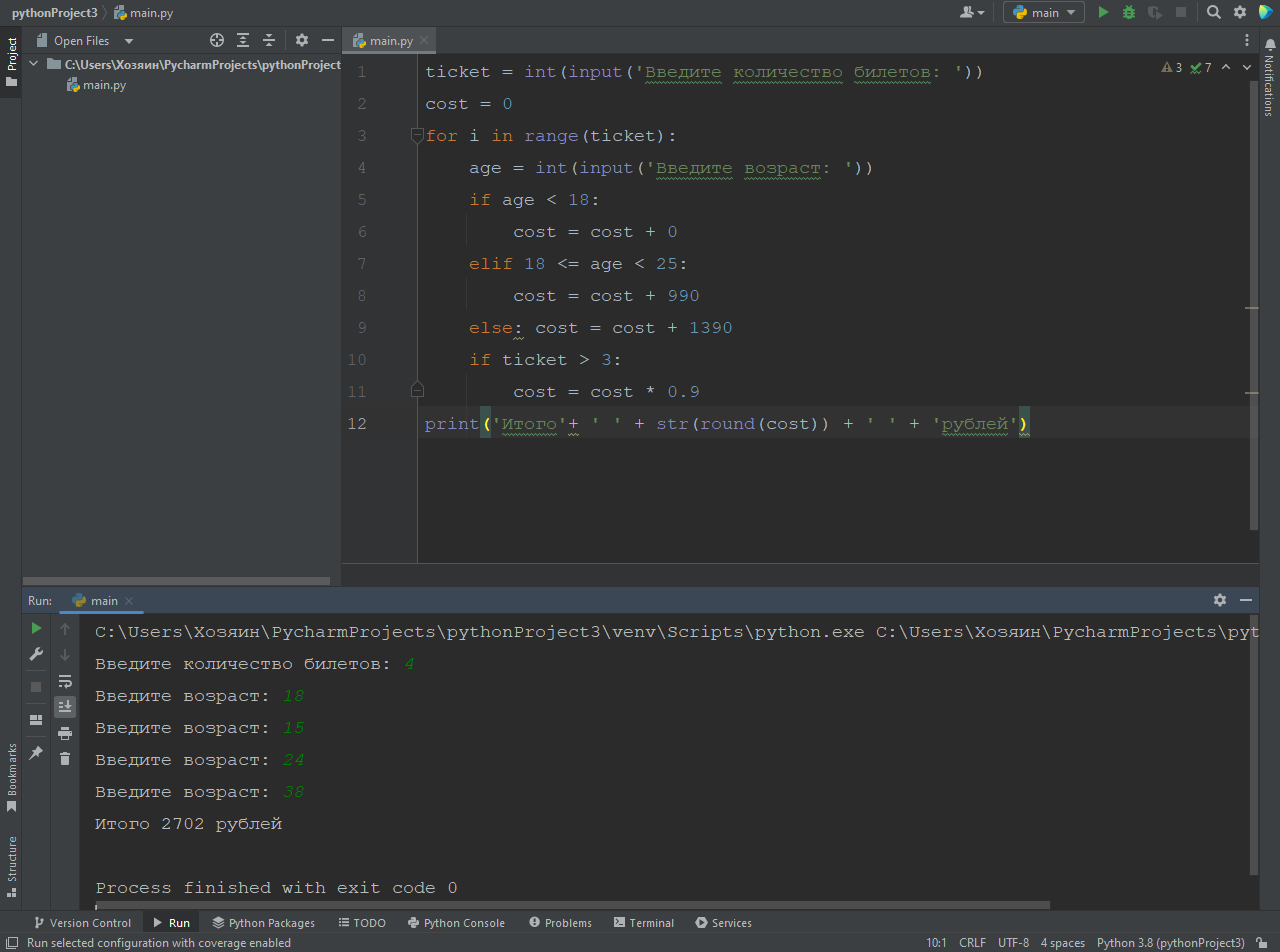 pythonProject3 main.py
main
Project
Open Files
main.py
C:\Users\Хозяин\PycharmProjects\pythonProject
main.py
3 7
Notifications
1 ticket = int(input('Введите количество билетов: '))
2 cost = 0
3 for i in range(ticket):
4 age = int(input('Введите возраст: '))
5 if age < 18:
6 cost = cost + 0
7 elif 18 <= age < 25:
8 cost = cost + 990
9 else: cost = cost + 1390
10 if ticket > 3:
11 cost = cost * 0.9
12 print('Итого'+ ' ' + str(round(cost)) + ' ' + 'рублей')
Run: main
C:\Users\Хозяин\PycharmProjects\pythonProject3\venv\Scripts\python.exe C:\Users\Хозяин\PycharmProjects\pyt
Введите количество билетов: 4
Введите возраст: 18
Введите возраст: 15
Введите возраст: 24
Введите возраст: 38
Итого 2702 рублей
Process finished with exit code 0
Bookmarks
Structure
Version Control Run Python Packages TODO Python Console Problems Terminal Services
Run selected configuration with coverage enabled 10:1 CRLF UTF-8 4 spaces Python 3.8 (pythonProject3)